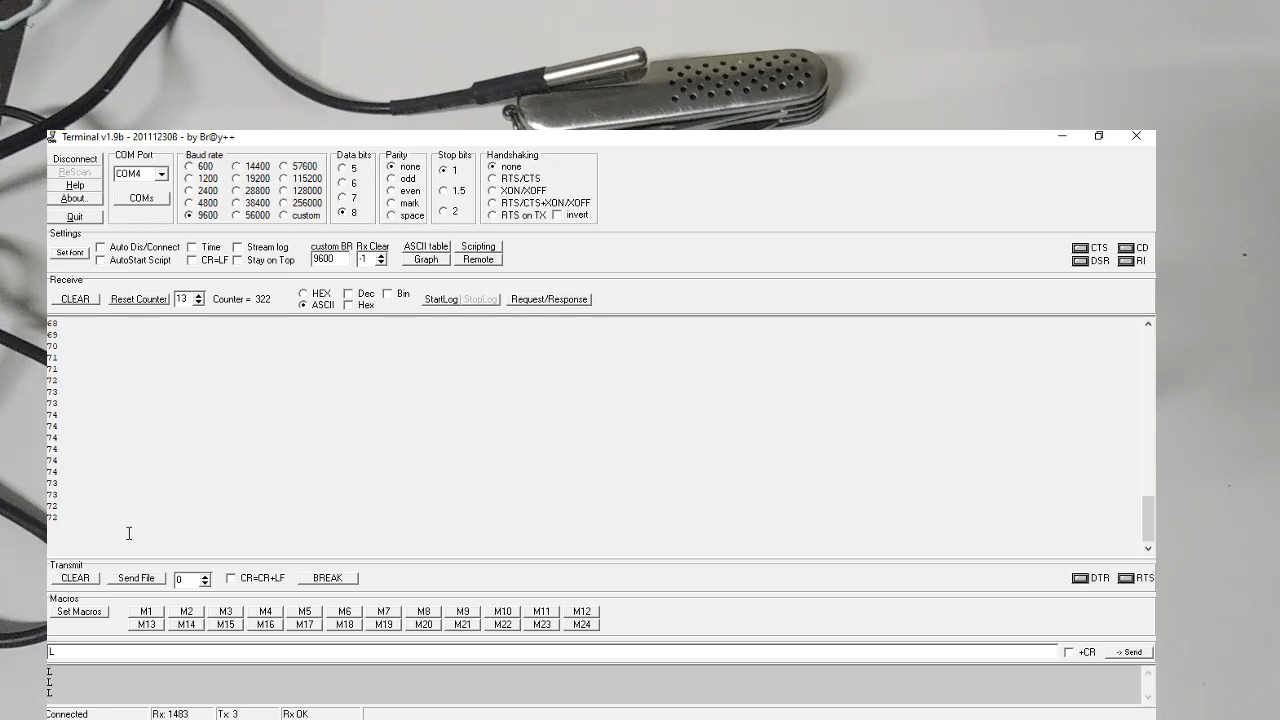 Terminal v1.9b - 20111230ß - by Br@y++
Disconnect
ReScan
Help
About..
Quit
COM Port
COM4
COMs
Baud rate
600 14400 57600
1200 19200 115200
2400 28800 128000
4800 38400 256000
9600 56000 custom
Data bits
5
6
7
8
Parity
none
odd
even
mark
space
Stop bits
1
1.5
2
Handshaking
none
RTS/CTS
XON/XOFF
RTS/CTS+XON/XOFF
RTS on TX invert
Settings
Set font
Auto Dis/Connect Time Stream log
AutoStart Script CR=LF Stay on Top
custom BR Rx Clear
9600 -1
ASCII table Scripting
Graph Remote
CTS CD
DSR RI
Receive
CLEAR Reset Counter 13 Counter = 322
HEX Dec Bin
ASCII Hex
StartLog StopLog Request/Response
68
69
70
71
71
72
73
73
74
74
74
74
74
74
73
73
72
72
Transmit
CLEAR Send File 0 CR=CR+LF BREAK DTR RTS
Macros
Set Macros M1 M2 M3 M4 M5 M6 M7 M8 M9 M10 M11 M12
M13 M14 M15 M16 M17 M18 M19 M20 M21 M22 M23 M24
L +CR -> Send
L
L
L
Connected Rx: 1483 Tx: 3 Rx OK